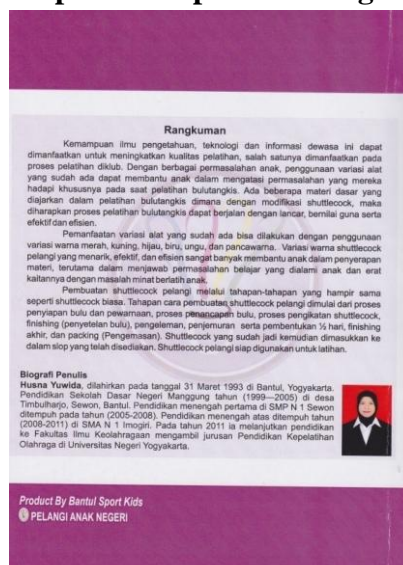 Rangkuman
Kemampuan ilmu pengetahuan, teknologi dan informasi dewasa ini dapat
dimanfaatkan untuk meningkatkan kualitas pelatihan, salah satunya dimanfaatkan pada
proses pelatihan diklub. Dengan berbagai permasalahan anak, penggunaan variasi alat
yang sudah ada dapat membantu anak dalam mengatasi permasalahan yang mereka
hadapi khususnya pada saat pelatihan bulutangkis. Ada beberapa materi dasar yang
diajarkan dalam pelatihan bulutangkis dimana dengan modifikasi shuttlecock, maka
diharapkan proses pelatihan bulutangkis dapat berjalan dengan lancar, bernilai guna serta
efektif dan efisien.
Pemanfaatan variasi alat yang sudah ada bisa dilakukan dengan penggunaan
variasi warna merah, kuning, hijau, biru, ungu, dan pancawarna. Variasi warna shuttlecock
pelangi yang menarik, efektif, dan efisien sangat banyak membantu anak dalam penyerapan
materi, terutama dalam menjawab permasalahan belajar yang dialami anak dan erat
kaitannya dengan masalah minat berlatih anak.
Pembuatan shuttlecock pelangi melalui tahapan-tahapan yang hampir sama
seperti shuttlecock biasa. Tahapan cara pembuatan shuttlecock pelangi dimulai dari proses
penyiapan bulu dan pewarnaan, proses penancapan bulu, proses pengikatan shuttlecock,
finishing (penyetelan bulu), pengeleman, penjemuran serta pembentukan ½ hari, finishing
akhir, dan packing (Pengemasan). Shuttlecock yang sudah jadi kemudian dimasukkan ke
dalam slop yang telah disediakan. Shuttlecock pelangi siap digunakan untuk latihan.
Biografi Penulis
Husna Yuwida, dilahirkan pada tanggal 31 Maret 1993 di Bantul, Yogyakarta.
Pendidikan Sekolah Dasar Negeri Manggung tahun (1999—2005) di desa
Timbulharjo, Sewon, Bantul. Pendidikan menengah pertama di SMP N 1 Sewon
ditempuh pada tahun (2005-2008). Pendidikan menengah atas ditempuh tahun
(2008-2011) di SMA N 1 Imogiri. Pada tahun 2011 ia melanjutkan pendidikan
ke Fakultas Ilmu Keolahragaan mengambil jurusan Pendidikan Kepelatihan
Olahraga di Universitas Negeri Yogyakarta.
Product By Bantul Sport Kids
PELANGI ANAK NEGERI